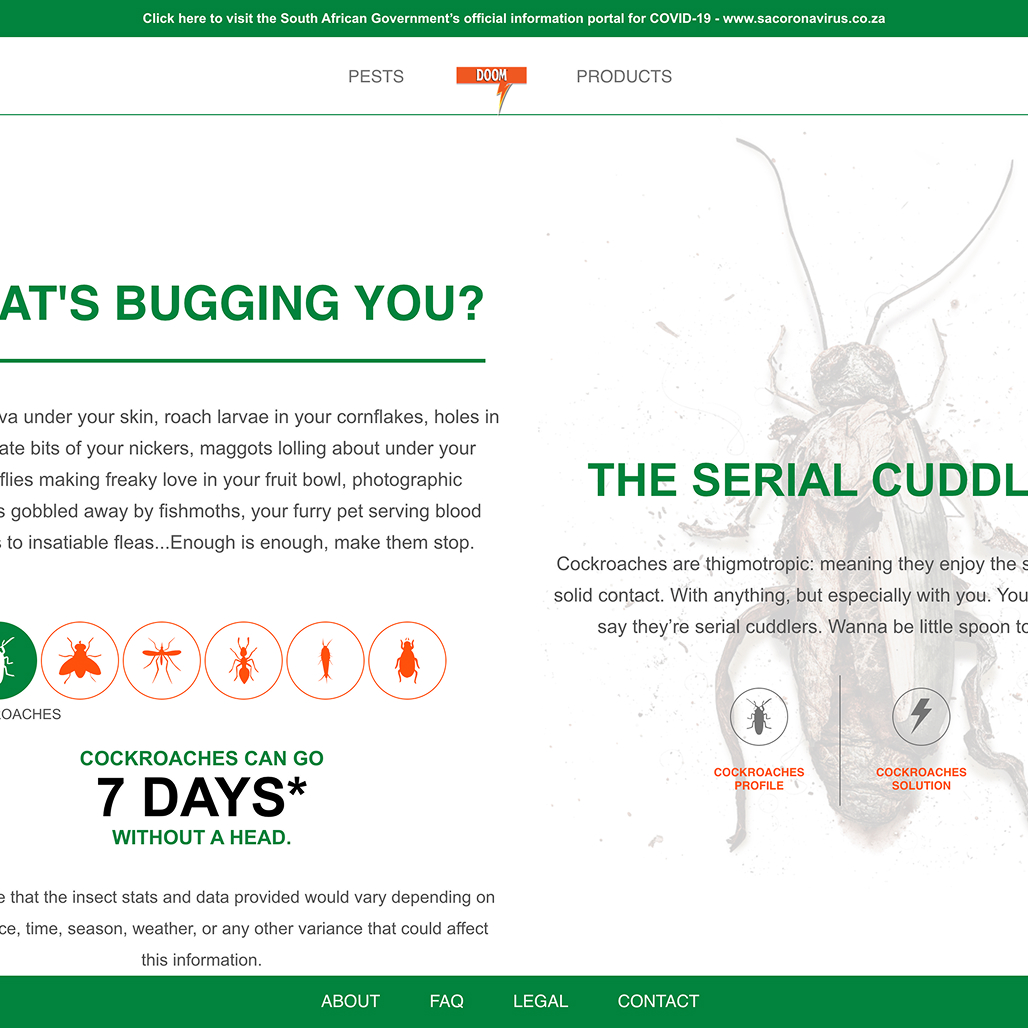 Click here to visit the South African Government’s official information portal for COVID-19 - www.sacoronavirus.co.za
PESTS
DOOM
PRODUCTS
AT'S BUGGING YOU?
va under your skin, roach larvae in your cornflakes, holes in
ate bits of your nickers, maggots lolling about under your
flies making freaky love in your fruit bowl, photographic
s gobbled away by fishmoths, your furry pet serving blood
s to insatiable fleas...Enough is enough, make them stop.
OACHES
COCKROACHES CAN GO
7 DAYS*
WITHOUT A HEAD.
e that the insect stats and data provided would vary depending on
ce, time, season, weather, or any other variance that could affect
this information.
THE SERIAL CUDDL
Cockroaches are thigmotropic: meaning they enjoy the s
solid contact. With anything, but especially with you. You
say they’re serial cuddlers. Wanna be little spoon to
COCKROACHES
PROFILE
COCKROACHES
SOLUTION
ABOUT
FAQ
LEGAL
CONTACT